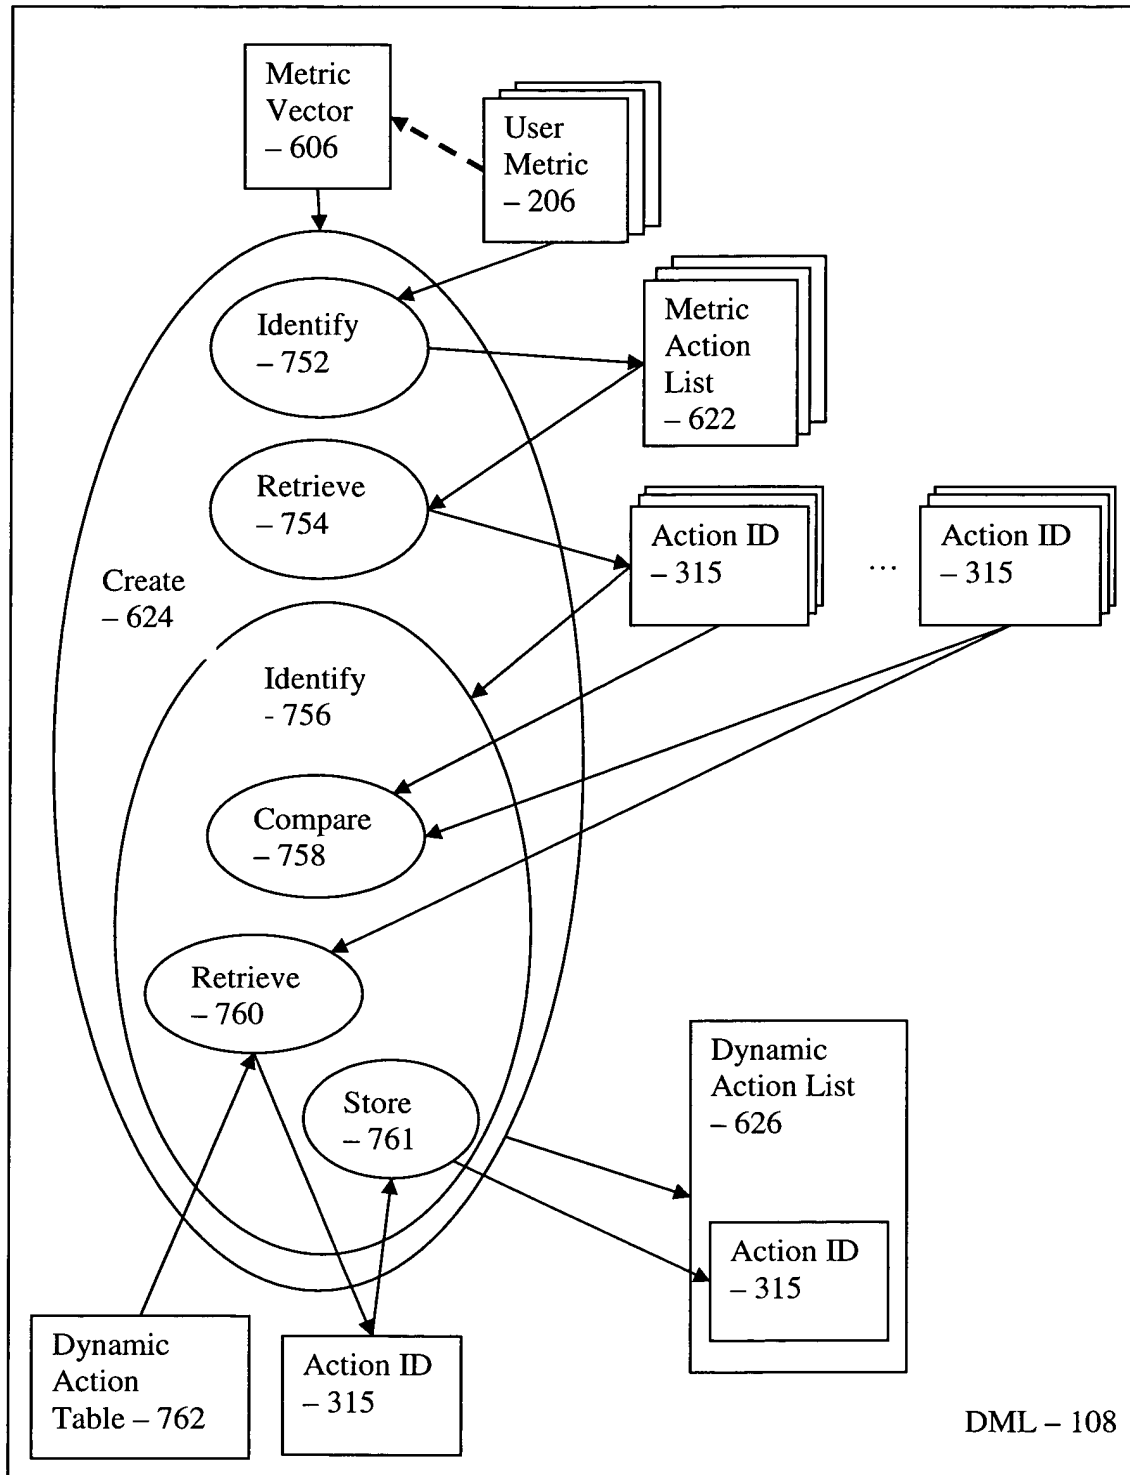 Metric
Vector
– 606
User
Metric
– 206
Identify
– 752
Metric
Action
List
– 622
Retrieve
– 754
Action ID
– 315
...
Action ID
– 315
Create
– 624
Identify
- 756
Compare
– 758
Retrieve
– 760
Store
– 761
Dynamic
Action List
– 626
Action ID
– 315
Dynamic
Action
Table – 762
Action ID
– 315
DML – 108